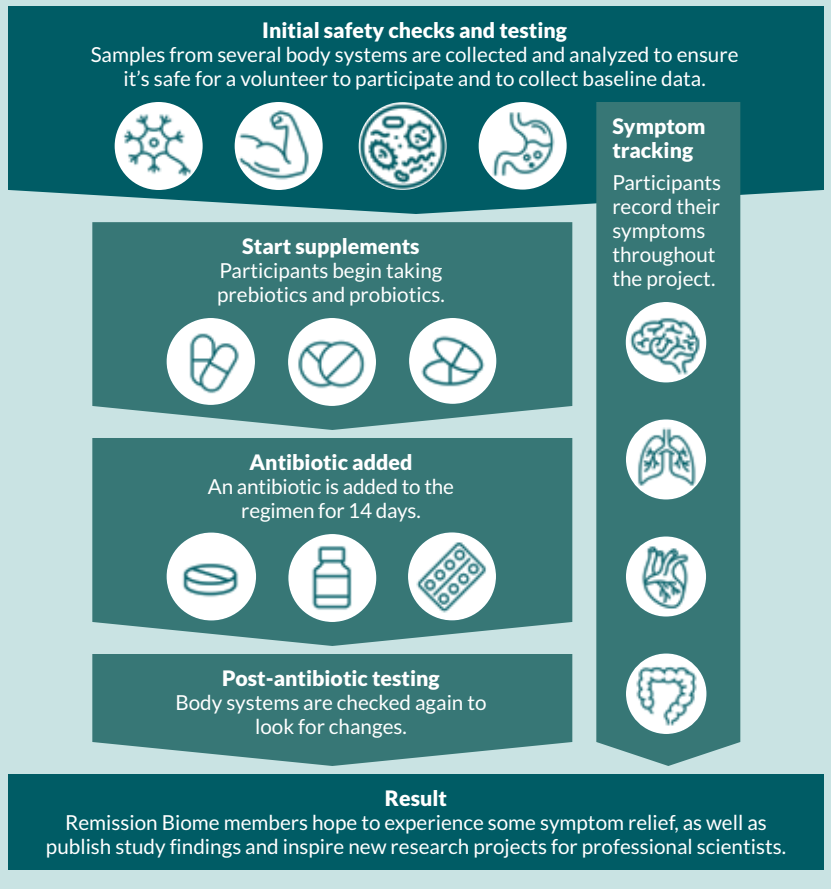 Initial safety checks and testing
Samples from several body systems are collected and analyzed to ensure
it’s safe for a volunteer to participate and to collect baseline data.
Symptom
tracking
Participants
record their
symptoms
throughout
the project.
Start supplements
Participants begin taking
prebiotics and probiotics.
Antibiotic added
An antibiotic is added to the
regimen for 14 days.
Post-antibiotic testing
Body systems are checked again to
look for changes.
Result
Remission Biome members hope to experience some symptom relief, as well as
publish study findings and inspire new research projects for professional scientists.